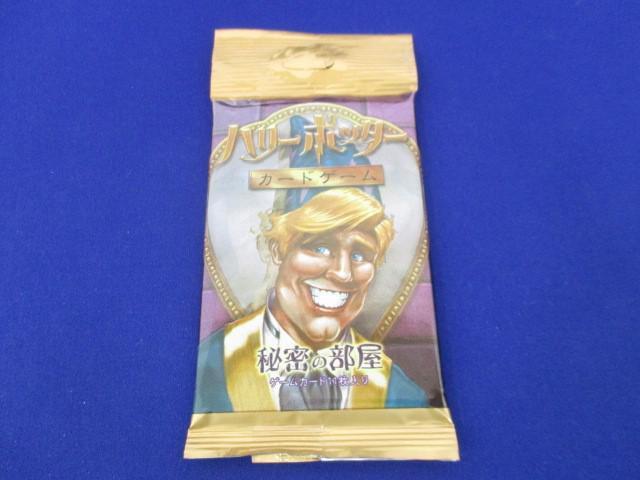 ハリーポッター
カードゲーム
秘密の部屋
ゲームカード11枚入り